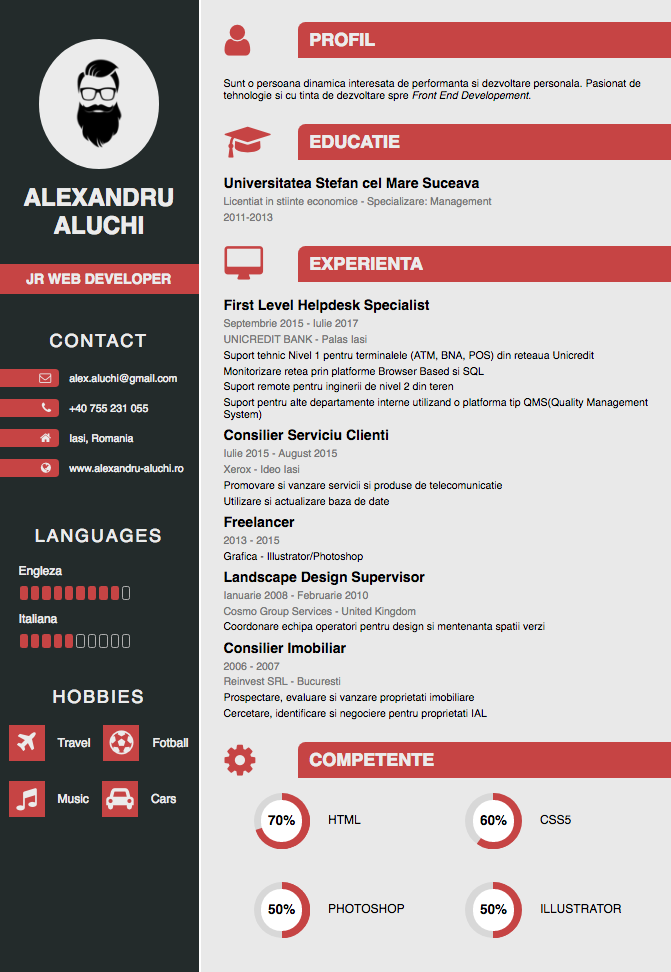 ALEXANDRU
ALUCHI
JR WEB DEVELOPER
CONTACT
alex.aluchi@gmail.com
+40 755 231 055
Iasi, Romania
www.alexandru-aluchi.ro
LANGUAGES
Engleza
Italiana
HOBBIES
Travel
Fotball
Music
Cars
PROFIL
Sunt o persoana dinamica interesata de performanta si dezvoltare personala. Pasionat de
tehnologie si cu tinta de dezvoltare spre Front End Developement.
EDUCATIE
Universitatea Stefan cel Mare Suceava
Licentiat in stiinte economice - Specializare: Management
2011-2013
EXPERIENTA
First Level Helpdesk Specialist
Septembrie 2015 - Iulie 2017
UNICREDIT BANK - Palas Iasi
Suport tehnic Nivel 1 pentru terminalele (ATM, BNA, POS) din reteaua Unicredit
Monitorizare retea prin platforme Browser Based si SQL
Suport remote pentru inginerii de nivel 2 din teren
Suport pentru alte departamente interne utilizand o platforma tip QMS(Quality Management
System)
Consilier Serviciu Clienti
Iulie 2015 - August 2015
Xerox - Ideo Iasi
Promovare si vanzare servicii si produse de telecomunicatie
Utilizare si actualizare baza de date
Freelancer
2013 - 2015
Grafica - Illustrator/Photoshop
Landscape Design Supervisor
Ianuarie 2008 - Februarie 2010
Cosmo Group Services - United Kingdom
Coordonare echipa operatori pentru design si mentenanta spatii verzi
Consilier Imobiliar
2006 - 2007
Reinvest SRL - Bucuresti
Prospectare, evaluare si vanzare proprietati imobiliare
Cercetare, identificare si negociere pentru proprietati IAL
COMPETENTE
70% HTML
60% CSS5
50% PHOTOSHOP
50% ILLUSTRATOR